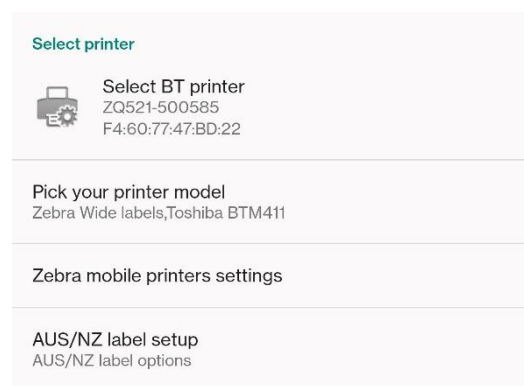 Select printer
Select BT printer
ZQ521-500585
F4:60:77:47:BD:22
Pick your printer model
Zebra Wide labels,Toshiba BTM411
Zebra mobile printers settings
AUS/NZ label setup
AUS/NZ label options